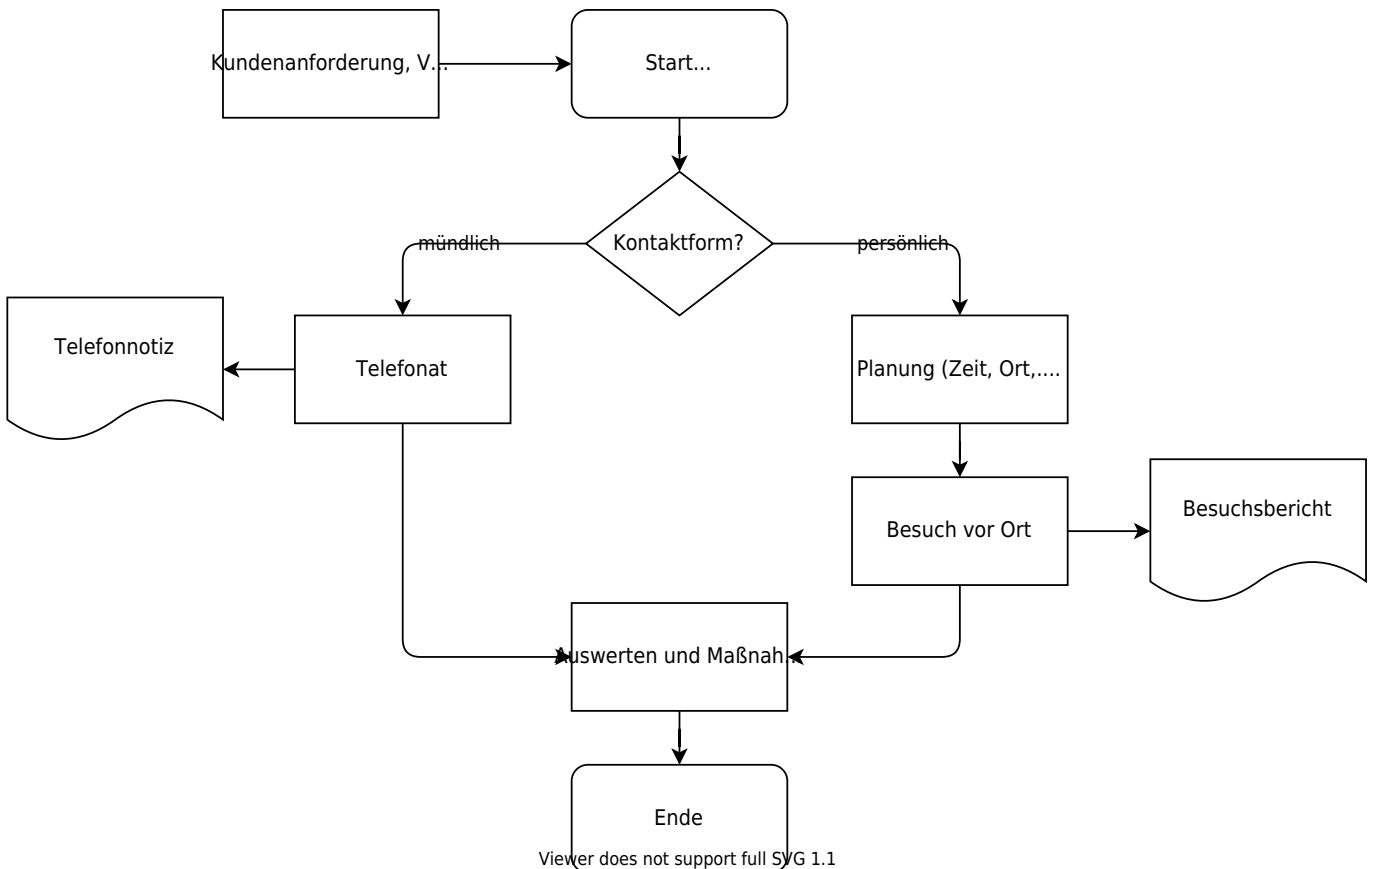 Kundenanforderung, V...
Start...
Kontaktform?
mündlich
persönlich
Telefonnotiz
Telefonat
Planung (Zeit, Ort,....
Besuch vor Ort
Besuchsbericht
Auswerten und Maßnah...
Ende
Viewer does not support full SVG 1.1